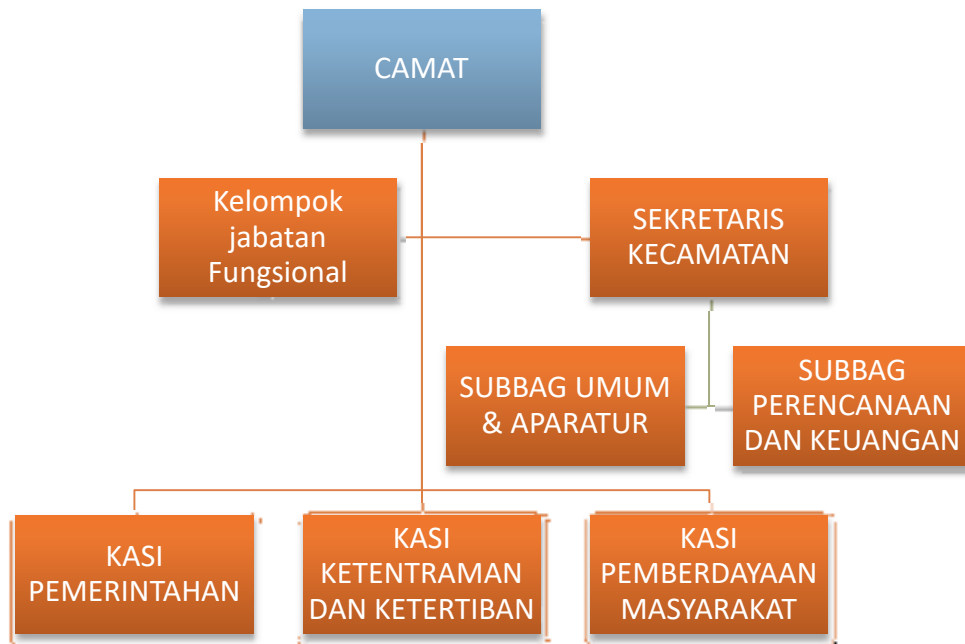 CAMAT
Kelompok
jabatan
Fungsional
SEKRETARIS
KECAMATAN
SUBBAG UMUM
& APARATUR
SUBBAG
PERENCANAAN
DAN KEUANGAN
KASI
PEMERINTAHAN
KASI
KETENTRAMAN
DAN KETERTIBAN
KASI
PEMBERDAYAAN
MASYARAKAT